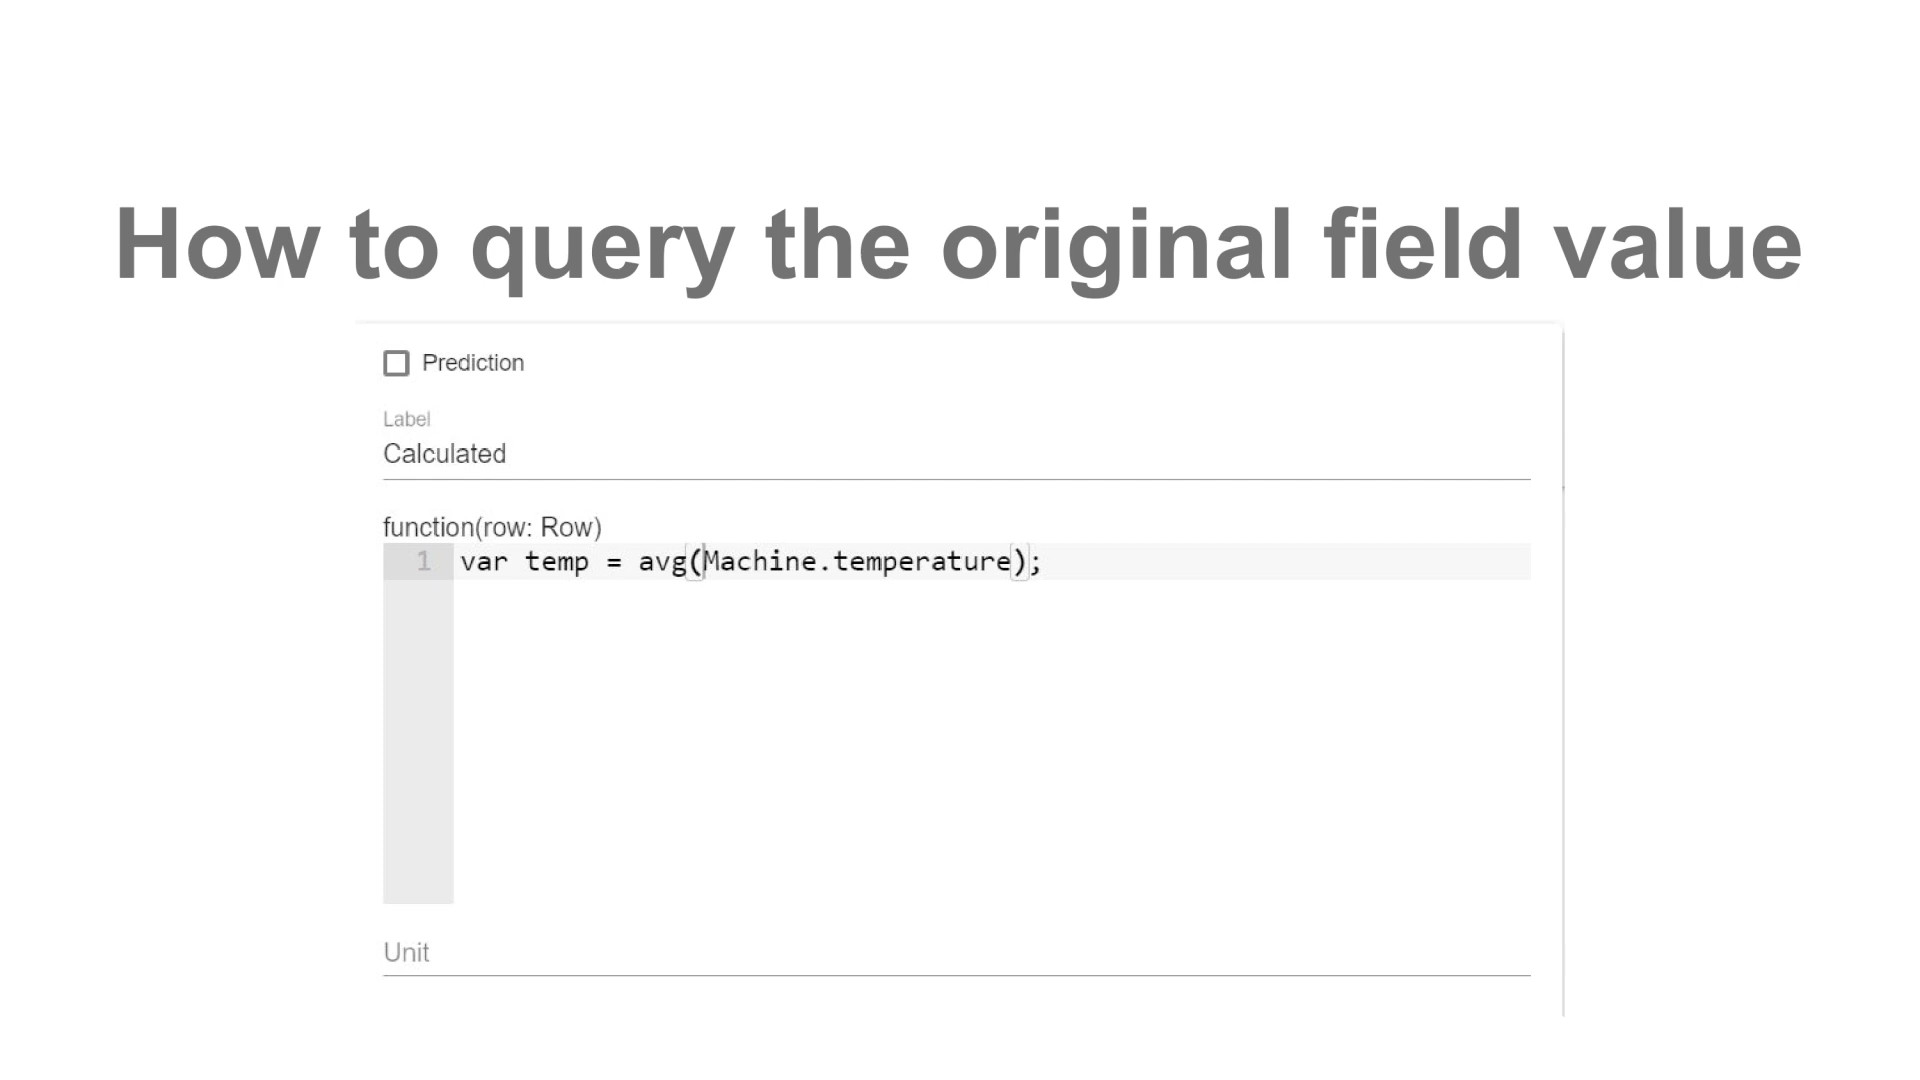 How to query the original field value
Prediction
Label
Calculated
function(row: Row)
1 var temp = avg(Machine.temperature);
Unit